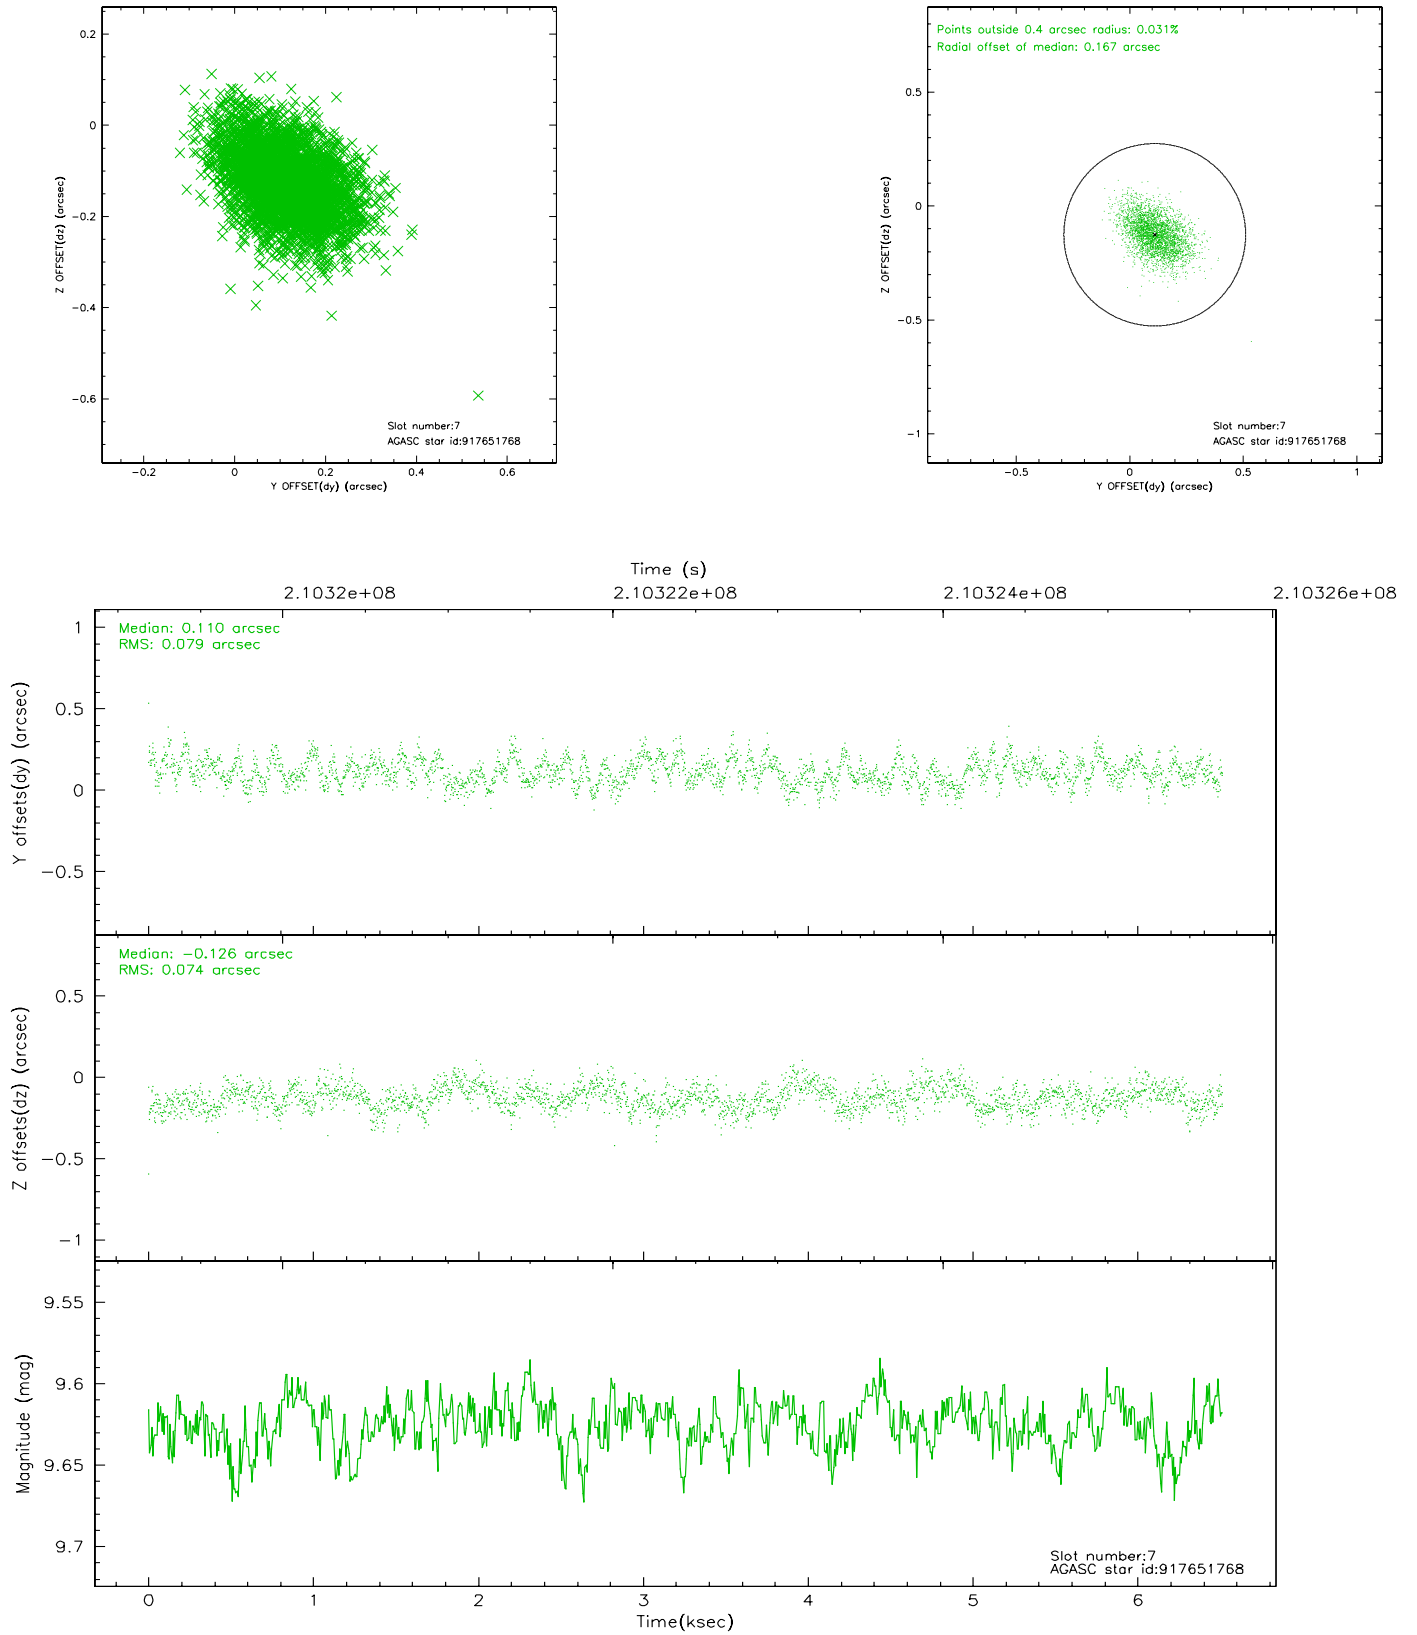 0.2
0
−0.2
−0.4
−0.6
Z OFFSET(dz) (arcsec)
Slot number:7
AGASC star id:917651768
−0.2 0 0.2 0.4 0.6
Y OFFSET(dy) (arcsec)
Points outside 0.4 arcsec radius: 0.031%
Radial offset of median: 0.167 arcsec
0.5
0
−0.5
−1
Z OFFSET(dz) (arcsec)
Slot number:7
AGASC star id:917651768
−0.5 0 0.5 1
Y OFFSET(dy) (arcsec)
Time (s)
2.1032e+08 2.10322e+08 2.10324e+08 2.10326e+08
Median: 0.110 arcsec
RMS: 0.079 arcsec
1
0.5
0
−0.5
Y offsets(dy) (arcsec)
Median: −0.126 arcsec
RMS: 0.074 arcsec
0.5
0
−0.5
−1
Z offsets(dz) (arcsec)
9.55
9.6
9.65
9.7
Magnitude (mag)
Slot number:7
AGASC star id:917651768
0 1 2 3 4 5 6
Time(ksec)